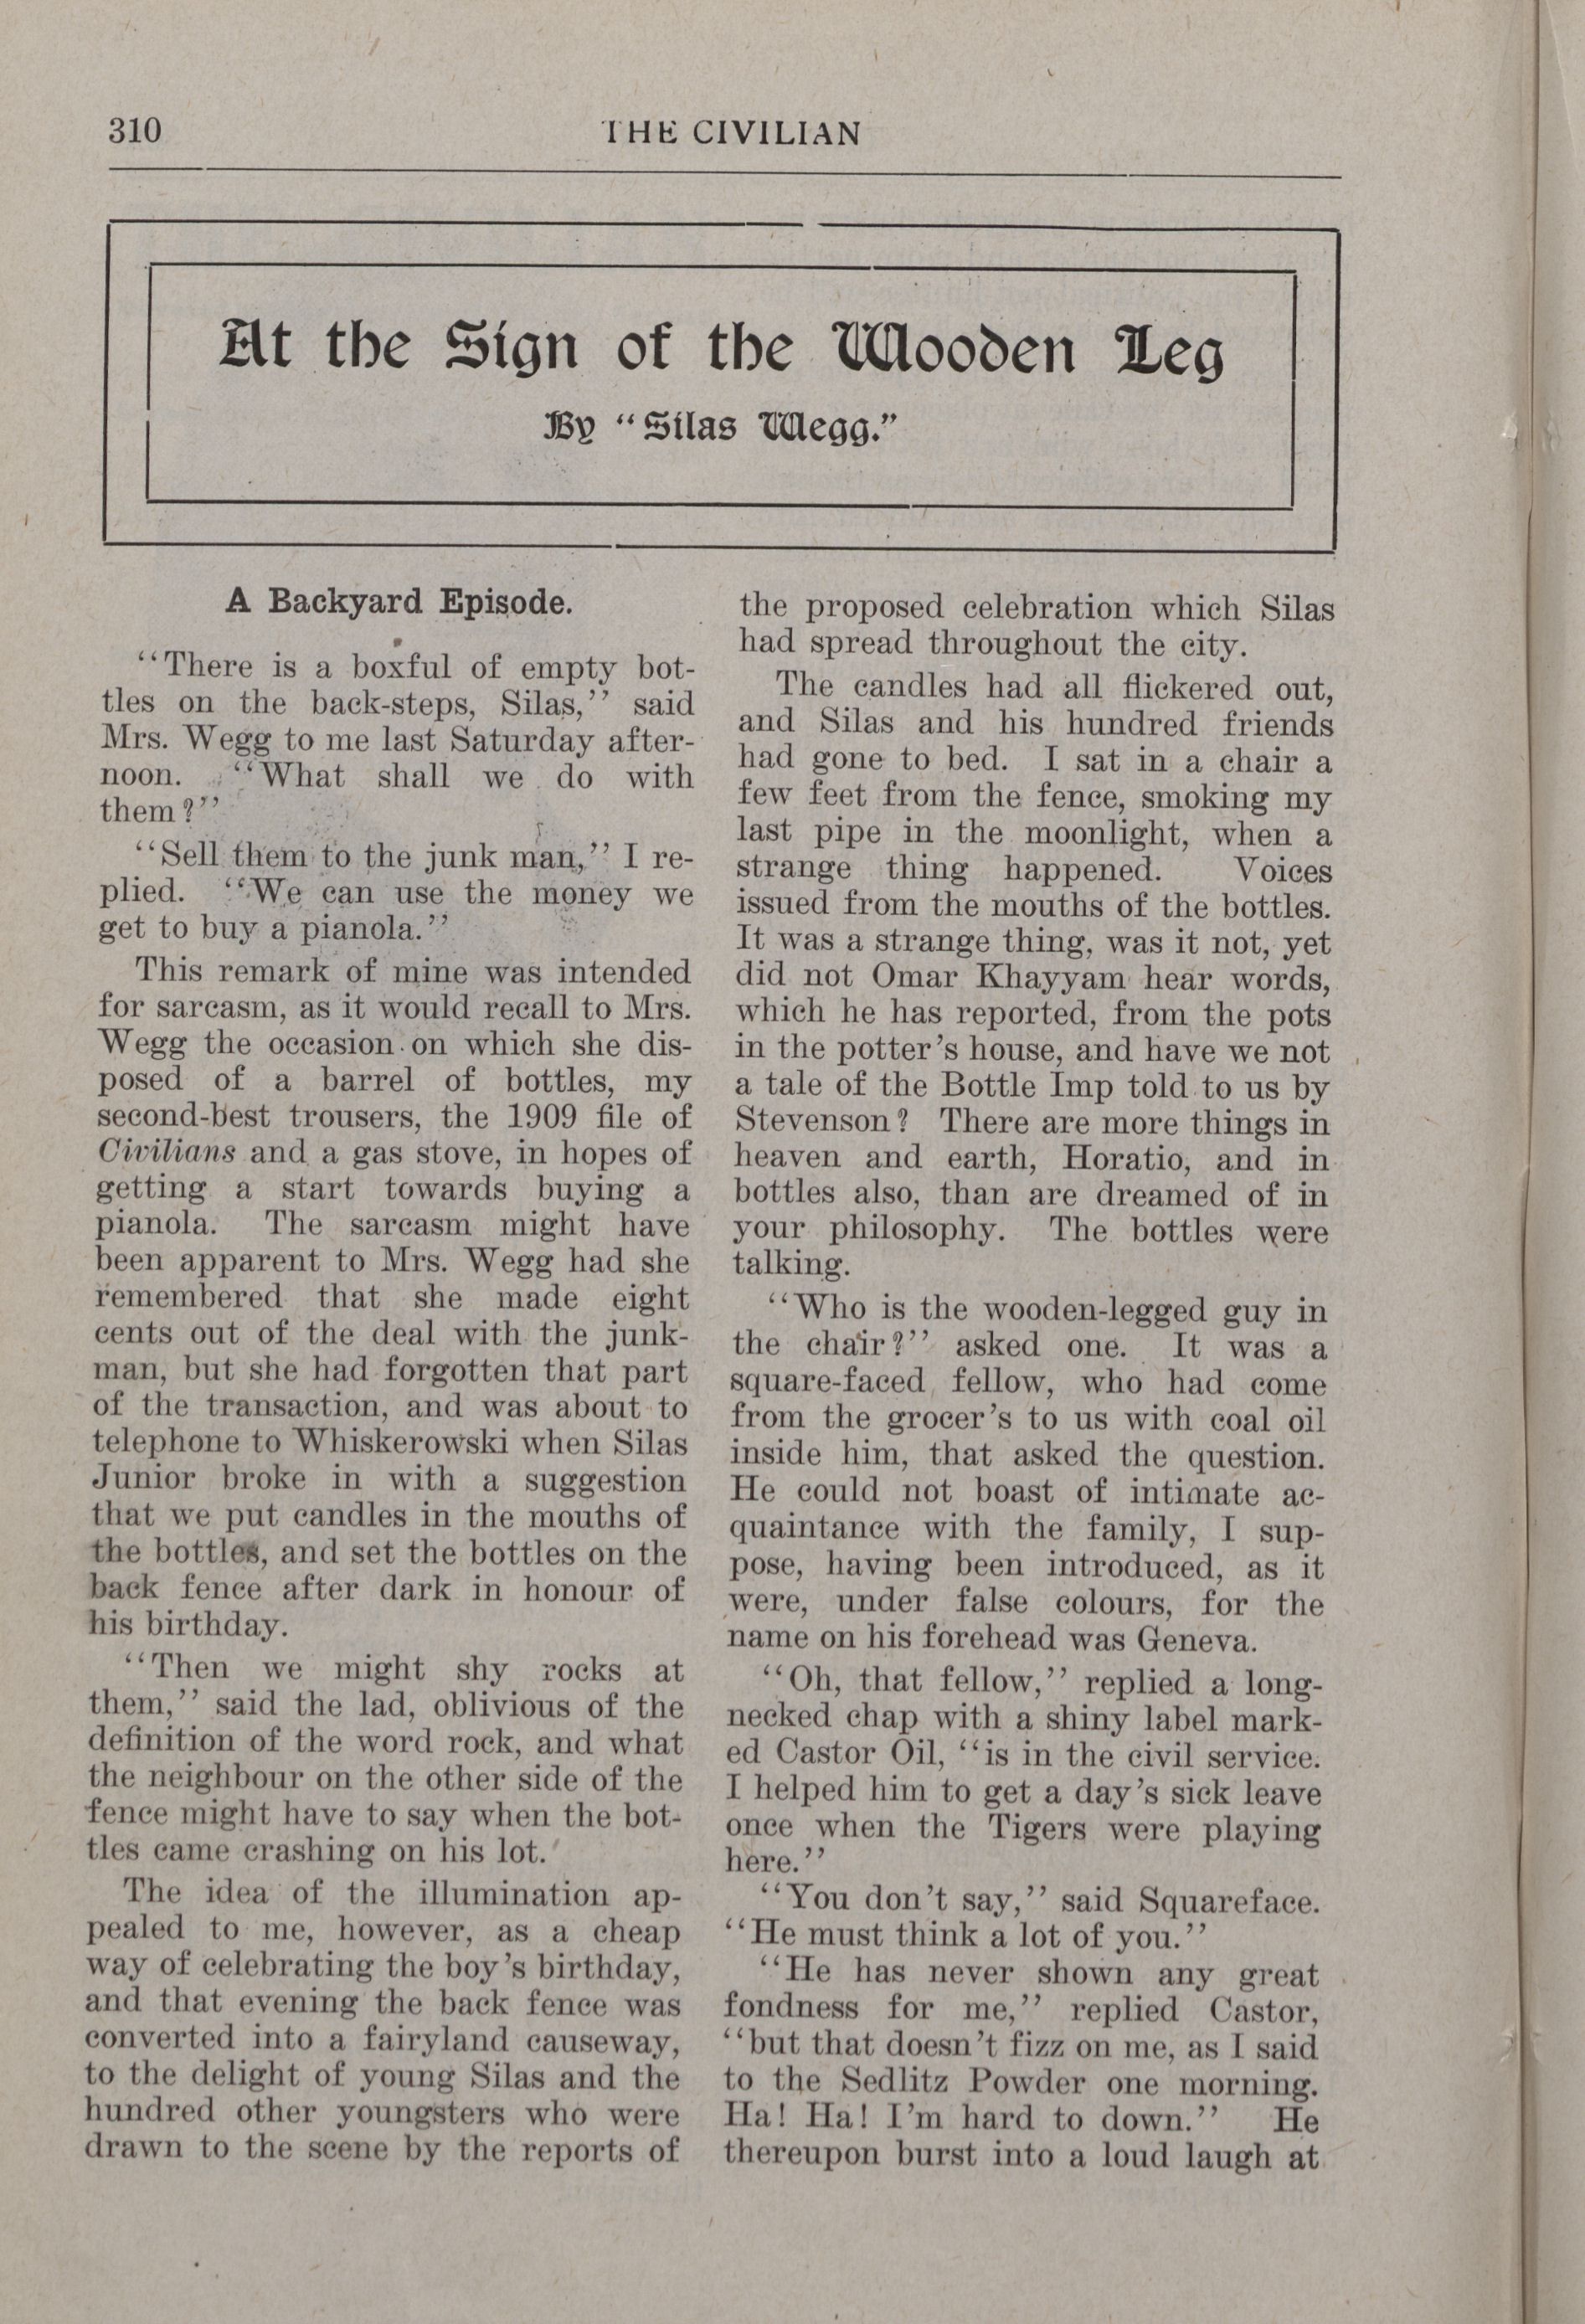 310
THE CIVILIAN
At the Sign of the Wooden Leg
By "Silas Wegg."
A Backyard Episode.
"There is a boxful of empty bot-
tles on the back-steps, Silas," said
Mrs. Wegg to me last Saturday after-
noon. "What shall we do with
them?"
"Sell them to the junk man," I re-
plied. "We can use the money we
get to buy a pianola."
This remark of mine was intended
for sarcasm, as it would recall to Mrs.
Wegg the occasion on which she dis-
posed of a barrel of bottles, my
second-best trousers, the 1909 file of
Civilians and a gas stove, in hopes of
getting a start towards buying a
pianola. The sarcasm might have
been apparent to Mrs. Wegg had she
remembered that she made eight
cents out of the deal with the junk-
man, but she had forgotten that part
of the transaction, and was about to
telephone to Whiskerowski when Silas
Junior broke in with a suggestion
that we put candles in the mouths of
the bottles, and set the bottles on the
back fence after dark in honour of
his birthday.
"Then we might shy rocks at
them," said the lad, oblivious of the
definition of the word rock, and what
the neighbour on the other side of the
fence might have to say when the bot-
tles came crashing on his lot.
The idea of the illumination ap-
pealed to me, however, as a cheap
way of celebrating the boy's birthday,
and that evening the back fence was
converted into a fairyland causeway,
to the delight of young Silas and the
hundred other youngsters who were
drawn to the scene by the reports of
the proposed celebration which Silas
had spread throughout the city.
The candles had all flickered out,
and Silas and his hundred friends
had gone to bed. I sat in a chair a
few feet from the fence, smoking my
last pipe in the moonlight, when a
strange thing happened. Voices
issued from the mouths of the bottles.
It was a strange thing, was it not, yet
did not Omar Khayyam hear words,
which he has reported, from the pots
in the potter's house, and have we not
a tale of the Bottle Imp told to us by
Stevenson? There are more things in
heaven and earth, Horatio, and in
bottles also, than are dreamed of in
your philosophy. The bottles were
talking.
"Who is the wooden-legged guy in
the chair?" asked one. It was a
square-faced fellow, who had come
from the grocer's to us with coal oil
inside him, that asked the question.
He could not boast of intimate ac-
quaintance with the family, I sup-
pose, having been introduced, as it
were, under false colours, for the
name on his forehead was Geneva.
"Oh, that fellow," replied a long-
necked chap with a shiny label mark-
ed Castor Oil, "is in the civil service.
I helped him to get a day's sick leave
once when the Tigers were playing
here."
"You don't say," said Squareface.
"He must think a lot of you."
"He has never shown any great
fondness for me," replied Castor,
"but that doesn't fizz on me, as I said
to the Sedlitz Powder one morning.
Ha! Ha! I'm hard to down." He
thereupon burst into a loud laugh at